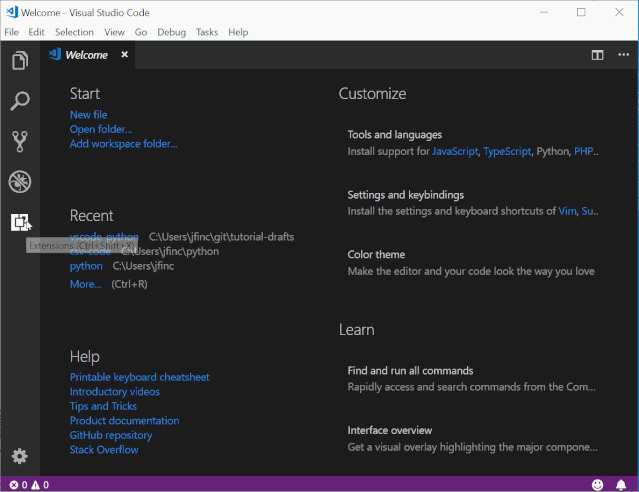 Welcome - Visual Studio Code
File Edit Selection View Go Debug Tasks Help
Welcome
Start
New file
Open folder...
Add workspace folder...
Recent
vscode-python C:\Users\jfinc\git\tutorial-drafts
Extensions (Ctrl+Shift+X)
csv-code C:\Users\jfinc\python
python C:\Users\jfinc
More... (Ctrl+R)
Help
Printable keyboard cheatsheet
Introductory videos
Tips and Tricks
Product documentation
GitHub repository
Stack Overflow
Customize
Tools and languages
Install support for JavaScript, TypeScript, Python, PHP..
Settings and keybindings
Install the settings and keyboard shortcuts of Vim, Su..
Color theme
Make the editor and your code look the way you love
Learn
Find and run all commands
Rapidly access and search commands from the Com...
Interface overview
Get a visual overlay highlighting the major compone...
0 0